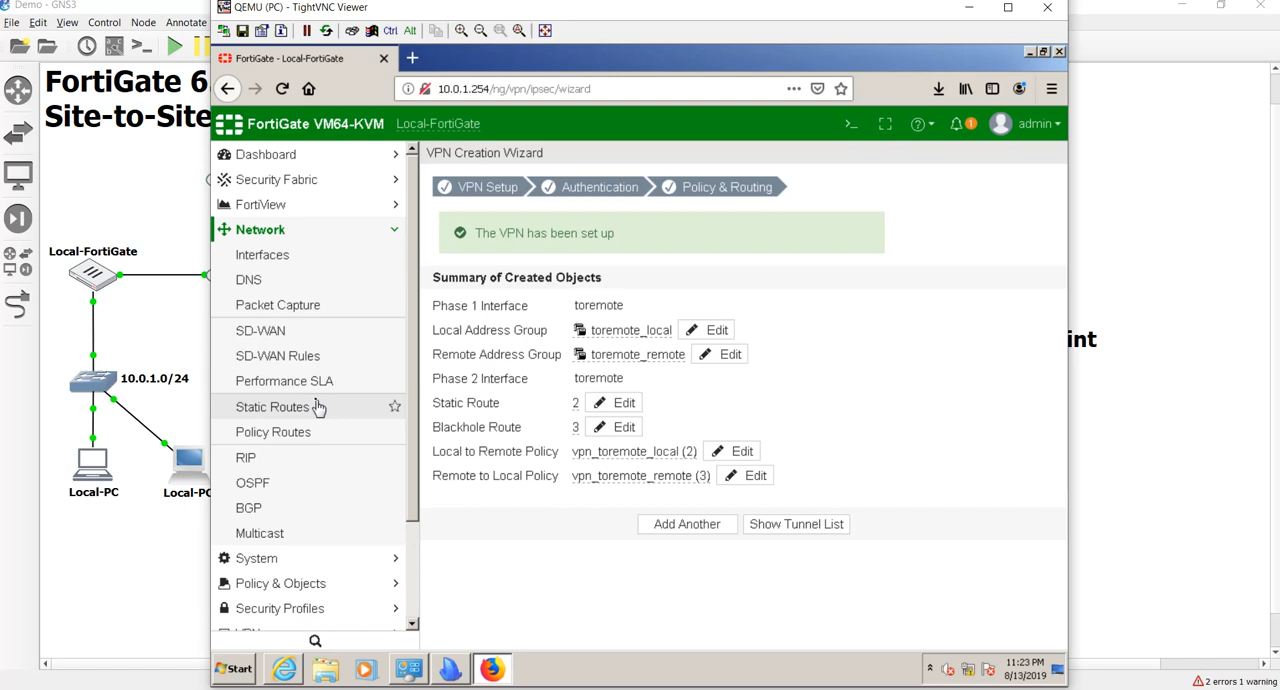 Demo - GNS3
File Edit View Control Node Annotate
FortiGate 6
Site-to-Site
Local-FortiGate
10.0.1.0/24
Local-PC
Local-PC
int
2 errors 1 warning
QEMU (PC) - TightVNC Viewer
Ctrl Alt
FortiGate - Local-FortiGate
10.0.1.254/ng/vpn/ipsec/wizard
FortiGate VM64-KVM Local-FortiGate
1 admin
Dashboard
Security Fabric
FortiView
Network
Interfaces
DNS
Packet Capture
SD-WAN
SD-WAN Rules
Performance SLA
Static Routes
Policy Routes
RIP
OSPF
BGP
Multicast
System
Policy & Objects
Security Profiles
VPN Creation Wizard
VPN Setup Authentication Policy & Routing
The VPN has been set up
Summary of Created Objects
Phase 1 Interface toremote
Local Address Group toremote_local Edit
Remote Address Group toremote_remote Edit
Phase 2 Interface toremote
Static Route 2 Edit
Blackhole Route 3 Edit
Local to Remote Policy vpn_toremote_local (2) Edit
Remote to Local Policy vpn_toremote_remote (3) Edit
Add Another Show Tunnel List
Start
11:23 PM
8/13/2019